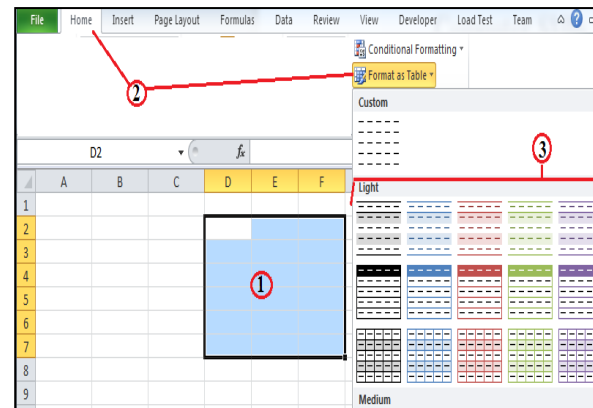 File Home Insert Page Layout Formulas Data Review View Developer Load Test Team
Conditional Formatting
Format as Table
2
Custom
3
D2 fx
A B C D E F
Light
1
2
3
4
1
5
6
7
8
9
Medium